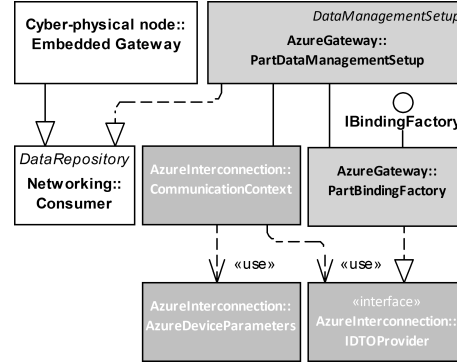 DataManagementSetup
Cyber-physical node::
Embedded Gateway
AzureGateway::
PartDataManagementSetup
IBindingFactory
DataRepository
Networking::
Consumer
AzureInterconnection::
CommunicationContext
AzureGateway::
PartBindingFactory
«use»
«use»
AzureInterconnection::
AzureDeviceParameters
«interface»
AzureInterconnection::
IDTOProvider